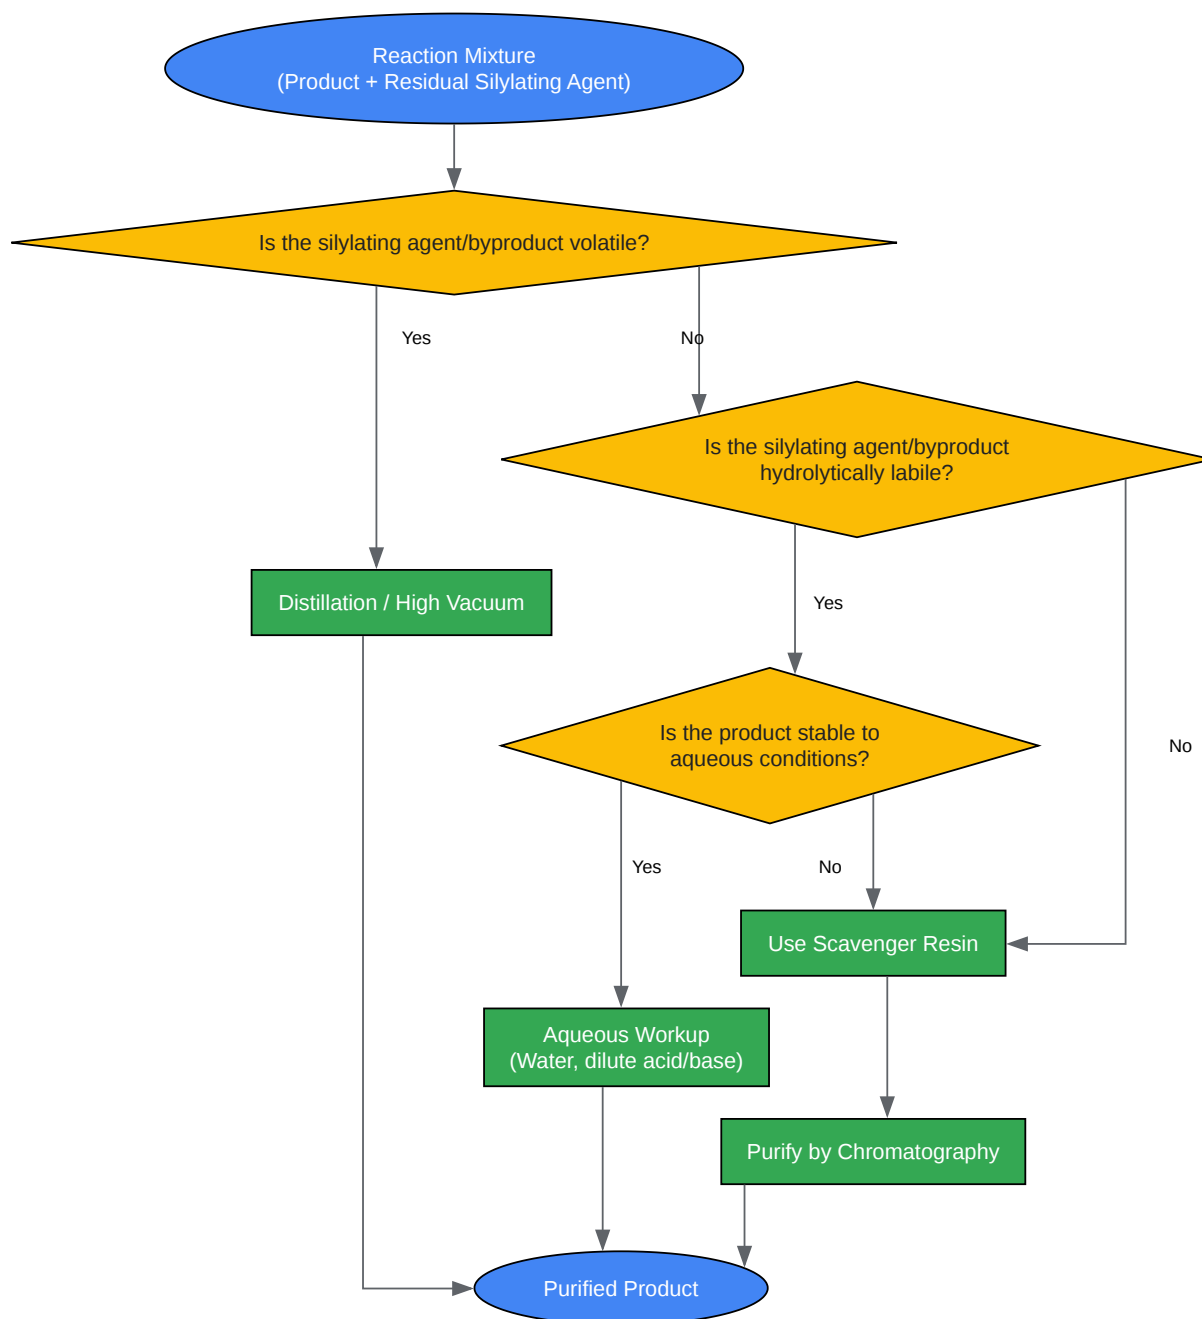 Reaction Mixture
(Product + Residual Silylating Agent)
Is the silylating agent/byproduct volatile?
Yes
No
Is the silylating agent/byproduct
hydrolytically labile?
Distillation / High Vacuum
Yes
Is the product stable to
aqueous conditions?
No
Yes
No
Use Scavenger Resin
Aqueous Workup
(Water, dilute acid/base)
Purify by Chromatography
Purified Product